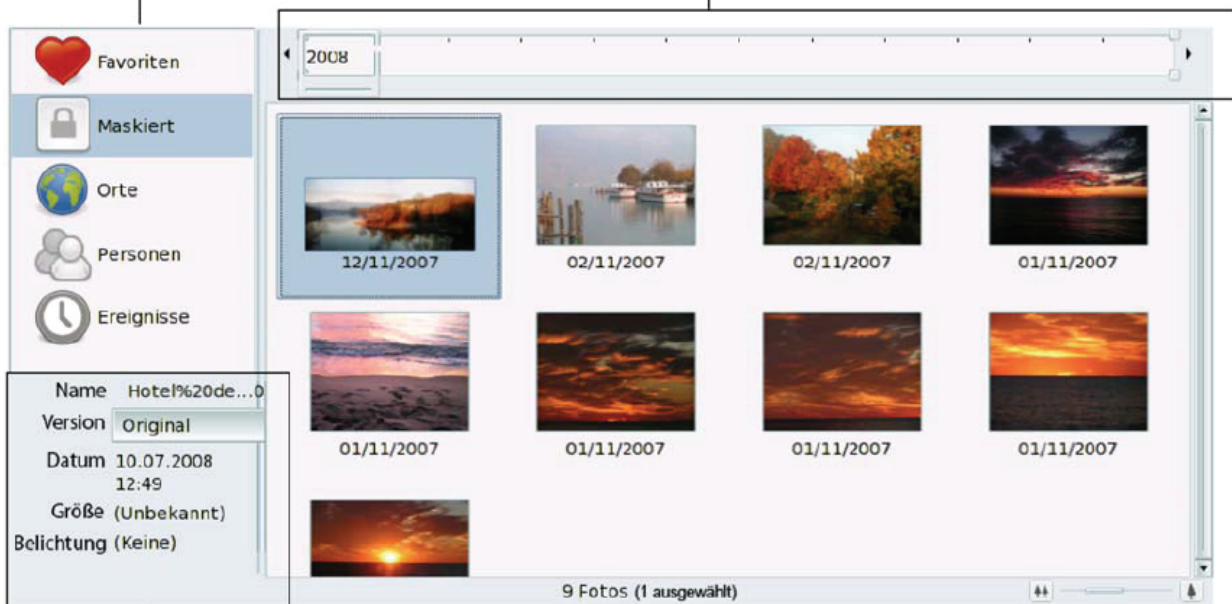 Favoriten
Maskiert
Orte
Personen
Ereignisse
Name Hotel%20de...0
Version Original
Datum 10.07.2008
12:49
Größe (Unbekannt)
Belichtung (Keine)
2008
12/11/2007
02/11/2007
02/11/2007
01/11/2007
01/11/2007
01/11/2007
01/11/2007
01/11/2007
9 Fotos (1 ausgewählt)